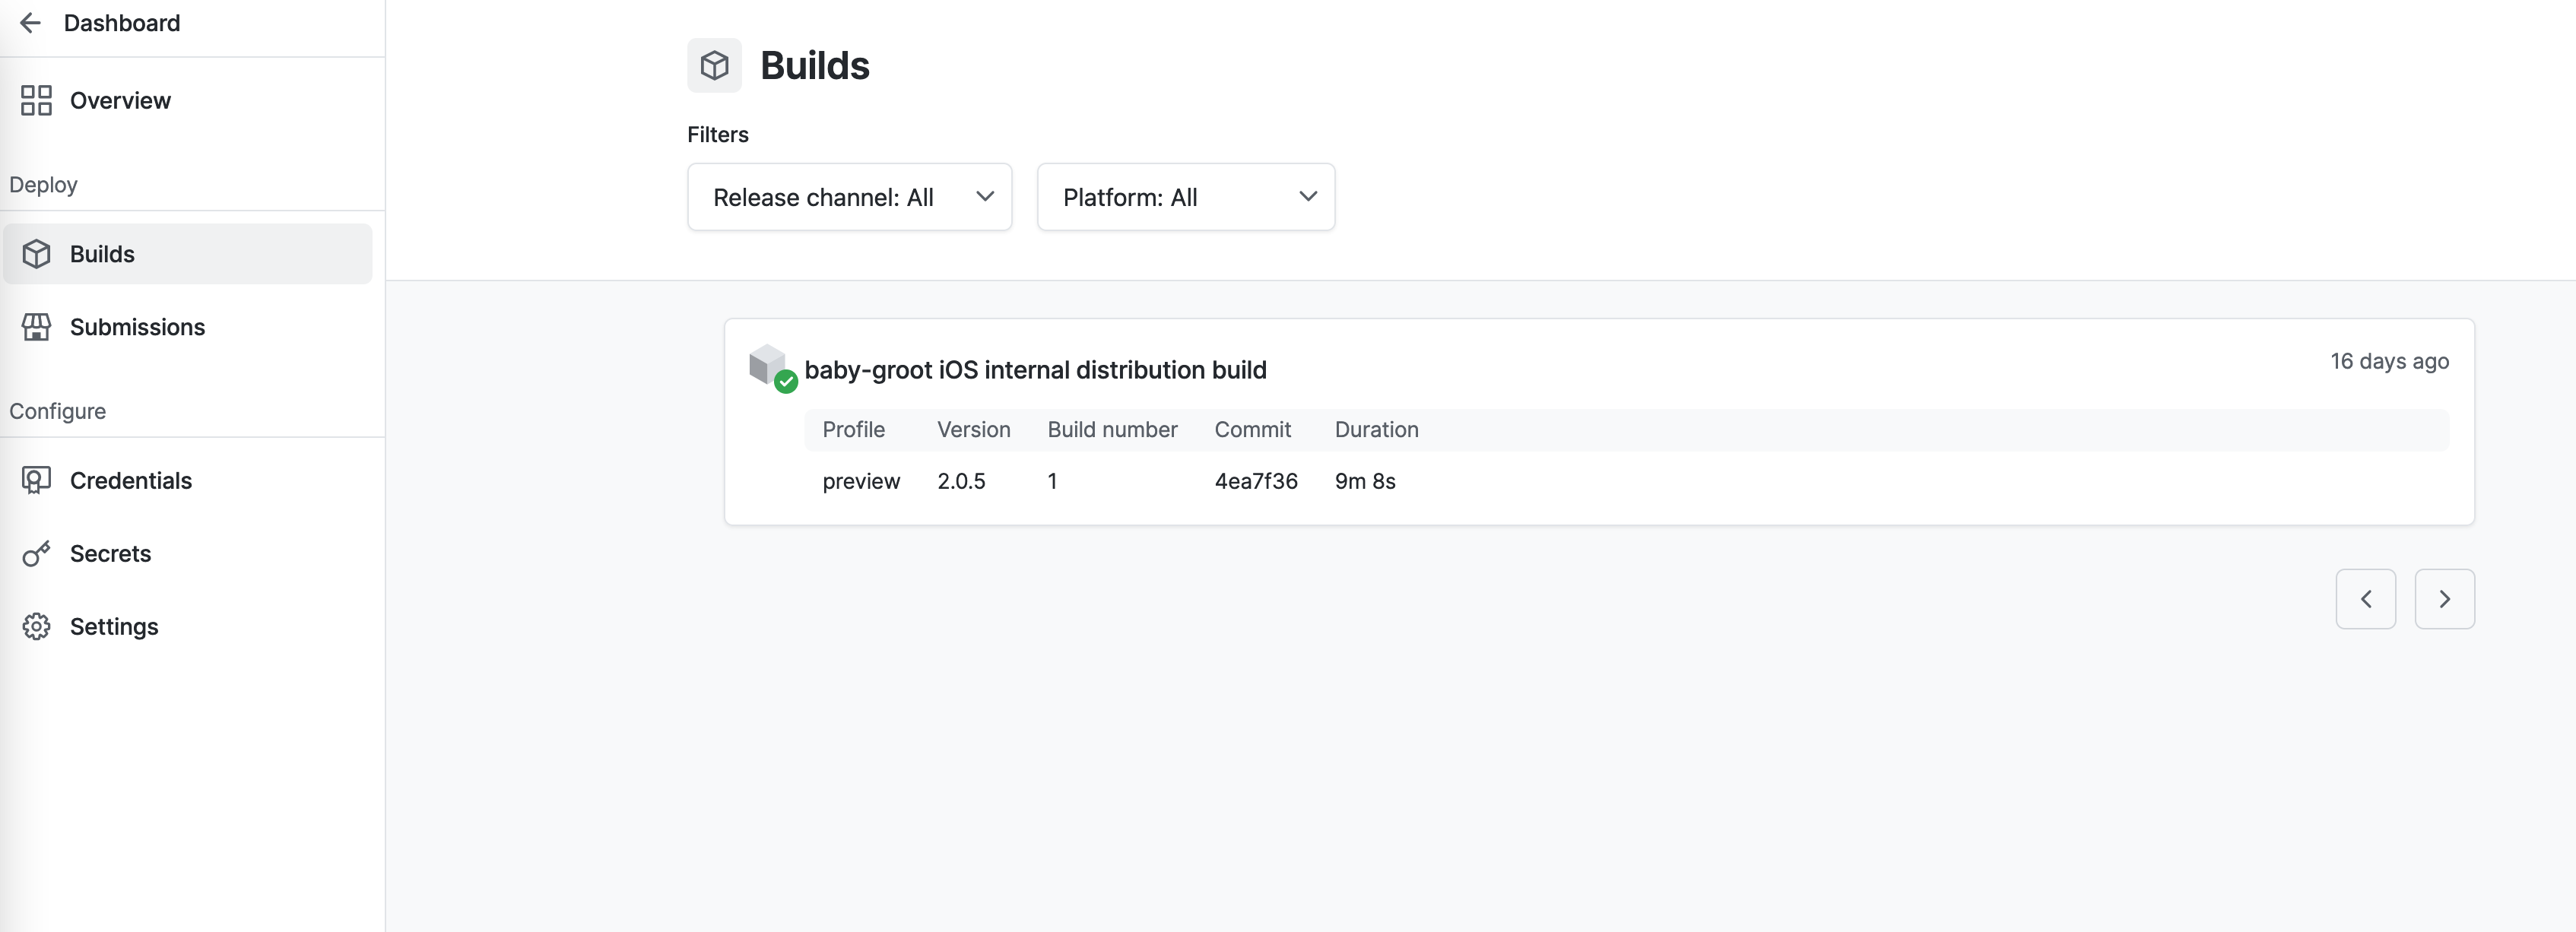 Dashboard
Overview
Deploy
Builds
Submissions
Configure
Credentials
Secrets
Settings
Builds
Filters
Release channel: All
Platform: All
baby-groot iOS internal distribution build
16 days ago
Profile Version Build number Commit Duration
preview 2.0.5 1 4ea7f36 9m 8s